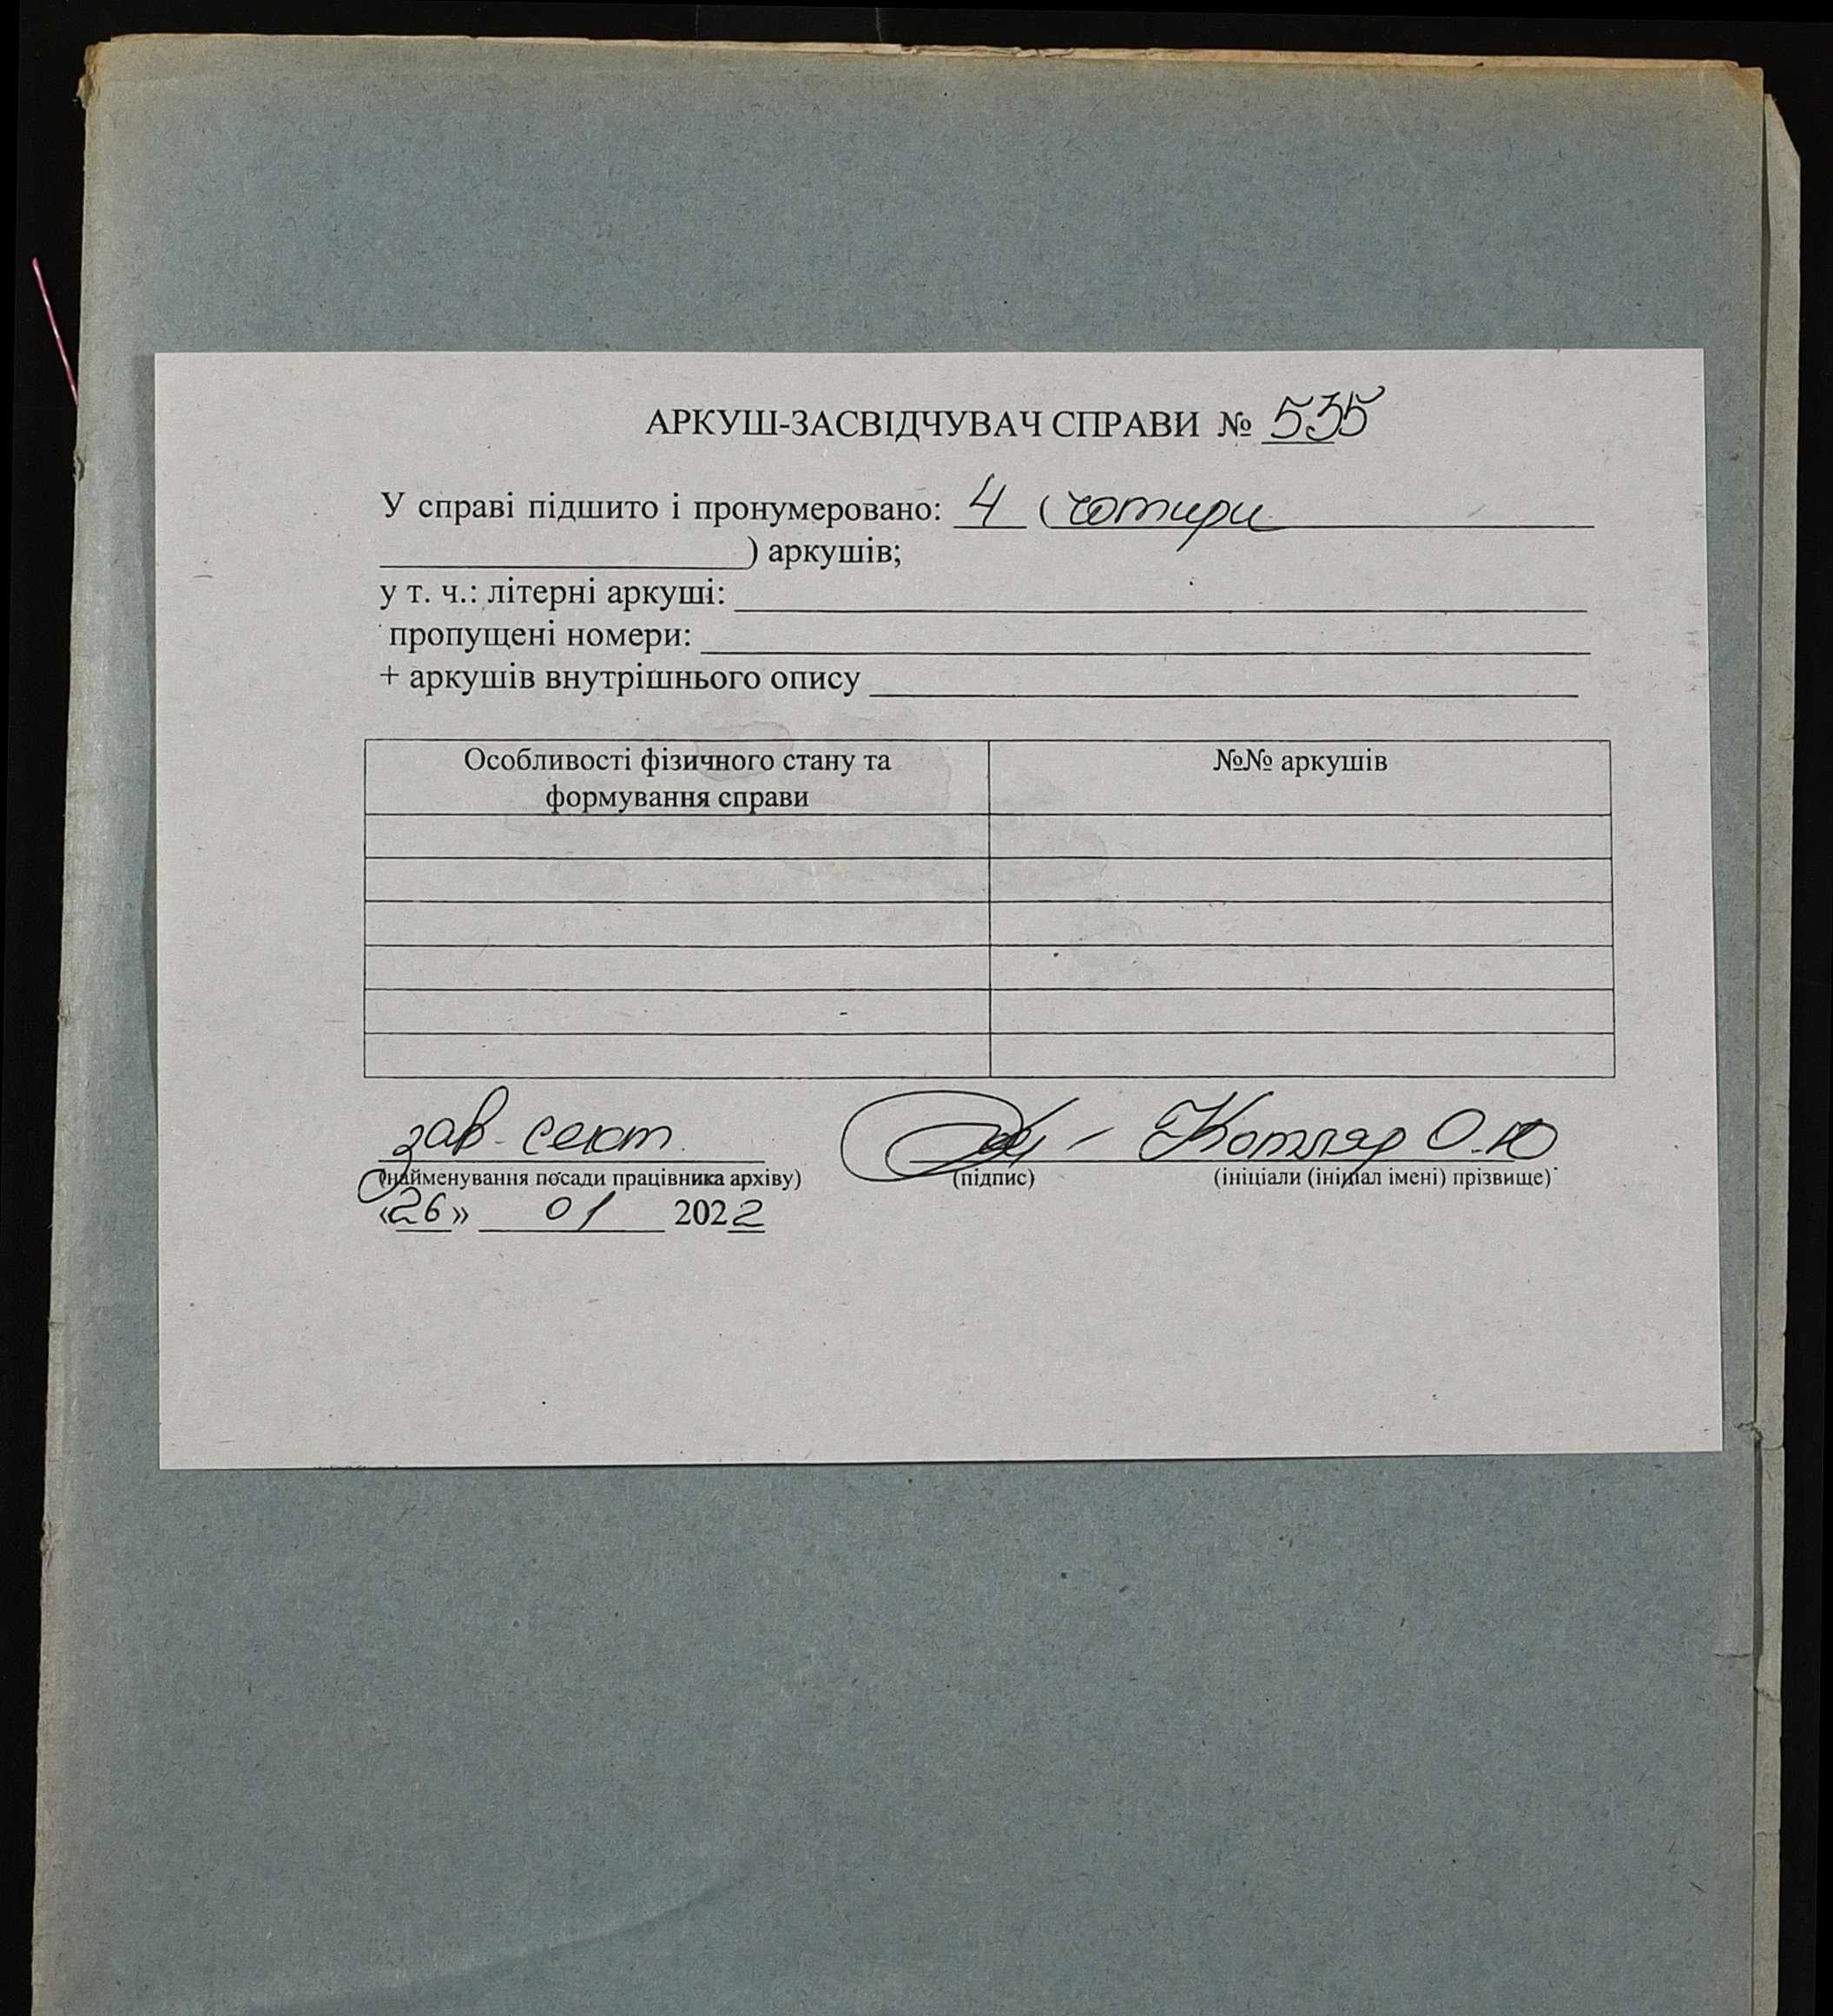 АРКУШ-ЗАСВІДЧУВАЧ СПРАВИ № 535
У справі підшито і пронумеровано: 4 (чотири
) аркушів;
у т. ч.: літерні аркуші:
пропущені номери:
+ аркушів внутрішнього опису
Особливості фізичного стану та
формування справи
№№ аркушів
зав. сект. Котляр О.Ю
(найменування посади працівника архіву) (підпис) (ініціали (ініціал імені) прізвище)
«26» 01 2022